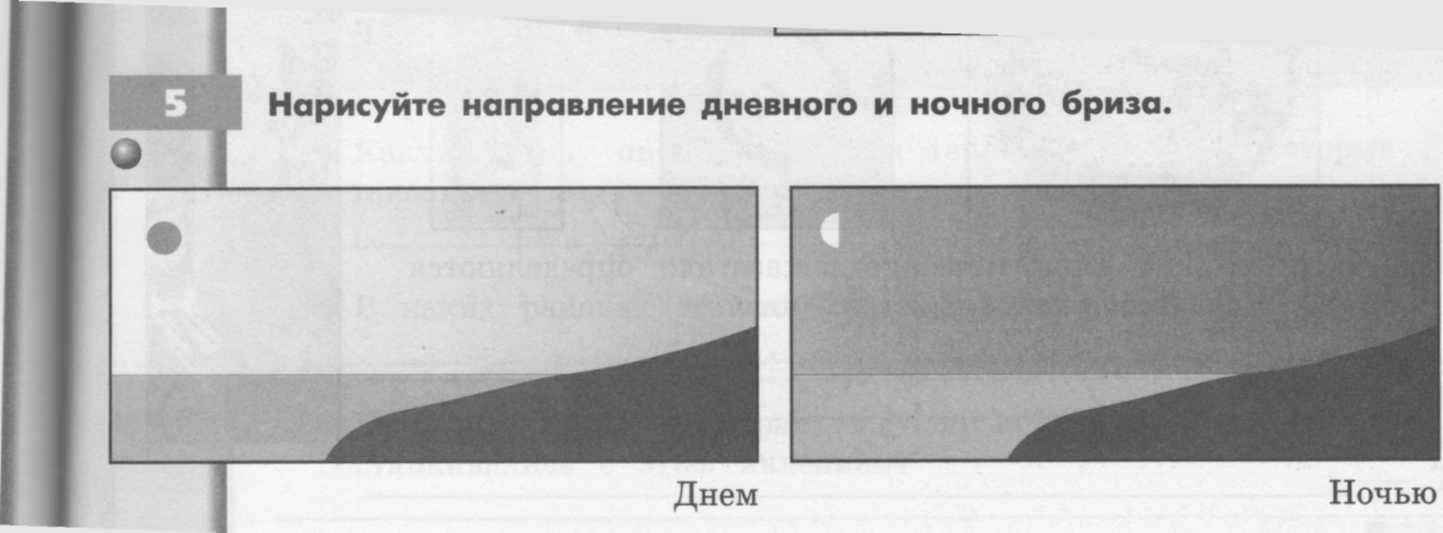 5 Нарисуйте направление дневного и ночного бриза.
Днем
Ночью